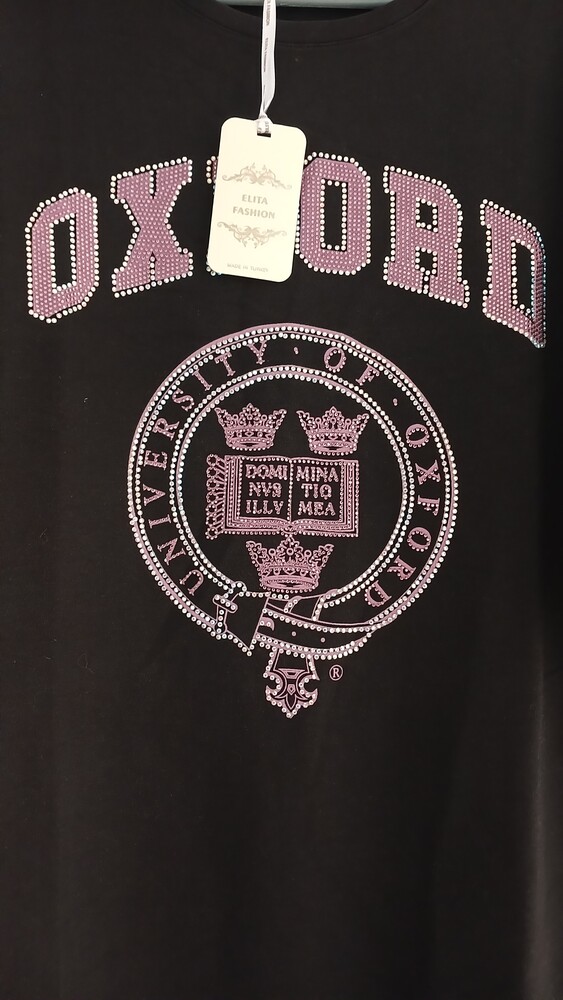 ELITA
FASHION
OXFORD
UNIVERSITY · OF · OXFORD
DOMI MINA
NVS TIO
ILLV MEA
®